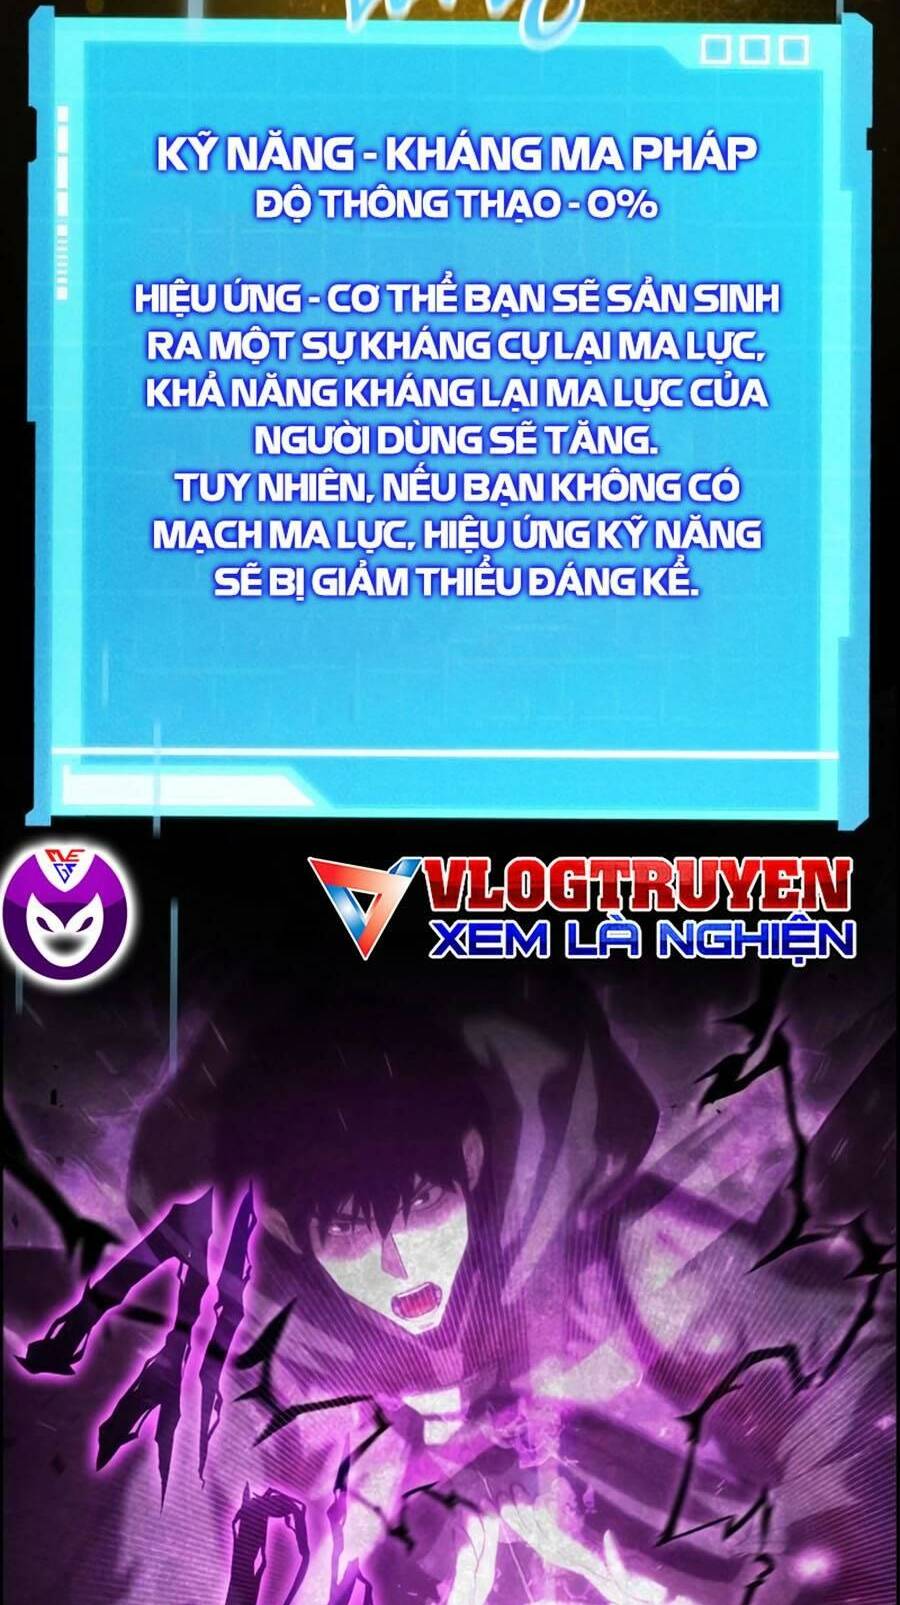 KỸ NĂNG - KHÁNG MA PHÁP
ĐỘ THÔNG THẠO - 0%
HIỆU ỨNG - CƠ THỂ BẠN SẼ SẢN SINH
RA MỘT SỰ KHÁNG CỰ LẠI MA LỰC,
KHẢ NĂNG KHÁNG LẠI MA LỰC CỦA
NGƯỜI DÙNG SẼ TĂNG.
TUY NHIÊN, NẾU BẠN KHÔNG CÓ
MẠCH MA LỰC, HIỆU ỨNG KỸ NĂNG
SẼ BỊ GIẢM THIỂU ĐÁNG KỂ.
VLOGTRUYEN
XEM LÀ NGHIỆN